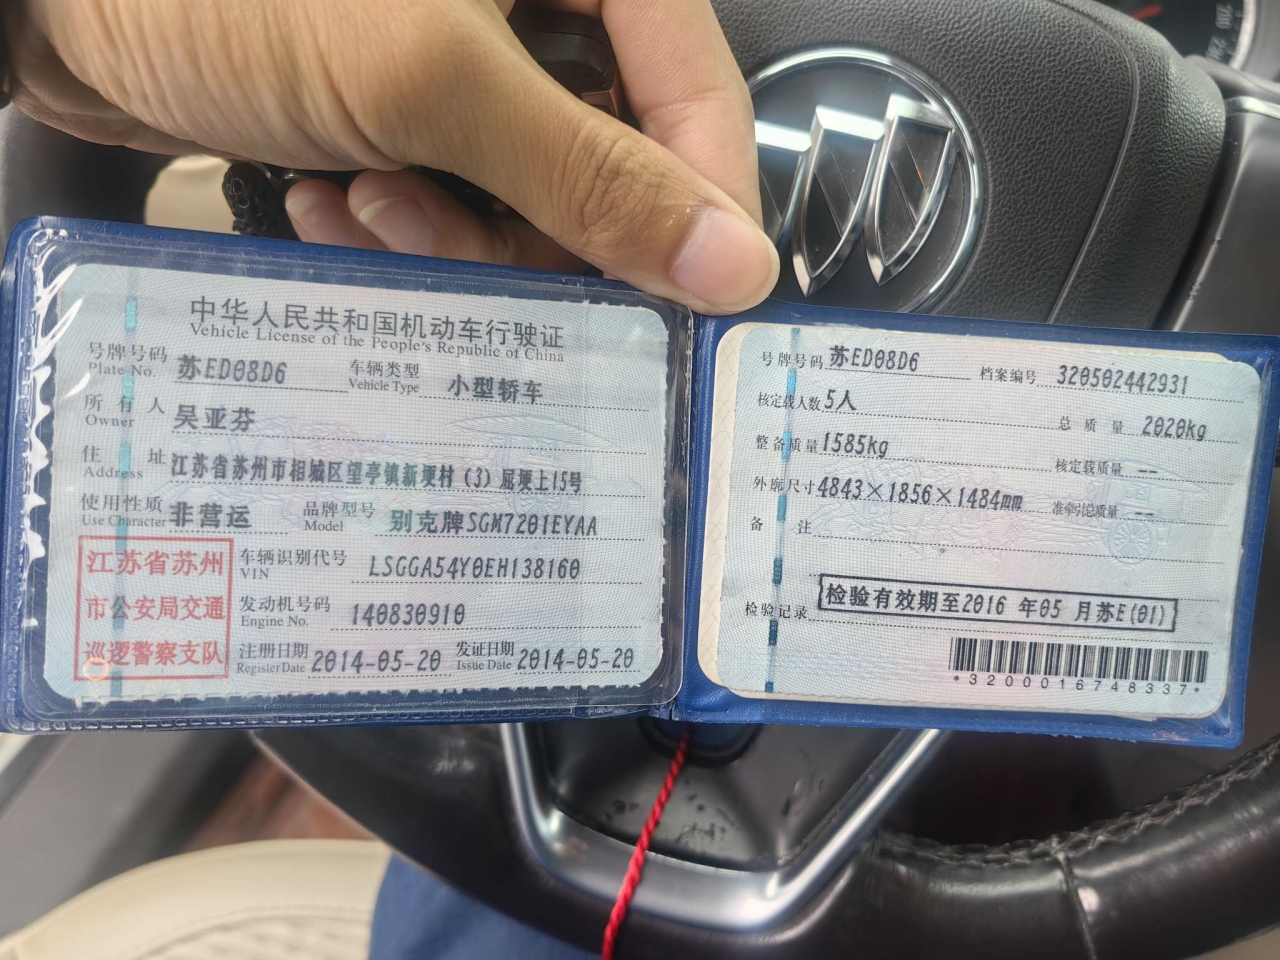 中华人民共和国机动车行驶证
Vehicle License of the People's Republic of China
号牌号码 苏ED08D6 车辆类型 小型轿车
Plate No. Vehicle Type
所有人 吴亚芬
Owner
住址 江苏省苏州市相城区望亭镇新埂村(3)屈埂上15号
Address
使用性质 非营运 品牌型号 别克牌SGM7201EYAA
Use Character Model
江苏省苏州
市公安局交通
巡逻警察支队
车辆识别代号 LSGGA54Y0EH138160
VIN
发动机号码 140830910
Engine No.
注册日期 2014-05-20 发证日期 2014-05-20
Register Date Issue Date
号牌号码 苏ED08D6 档案编号 320502442931
核定载人数 5人 总质量 2020kg
整备质量 1585kg 核定载质量 --
外廓尺寸 4843×1856×1484mm 准牵引总质量 --
备注
检验记录 检验有效期至2016 年05 月苏E(01)
*3200016748337*